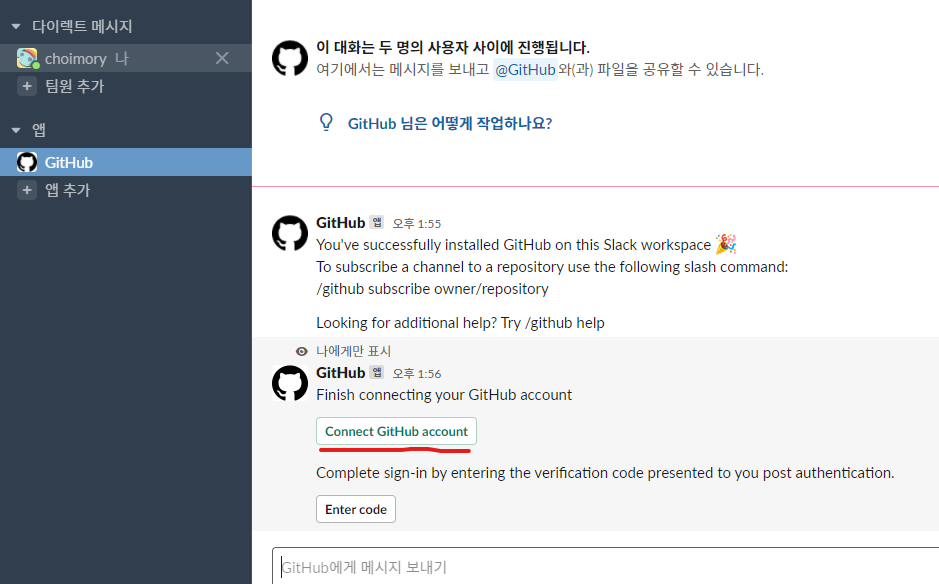 다이렉트 메시지
choimory 나
팀원 추가
앱
GitHub
앱 추가
이 대화는 두 명의 사용자 사이에 진행됩니다.
여기에서는 메시지를 보내고 @GitHub와(과) 파일을 공유할 수 있습니다.
GitHub 님은 어떻게 작업하나요?
GitHub 앱 오후 1:55
You've successfully installed GitHub on this Slack workspace 🎉
To subscribe a channel to a repository use the following slash command:
/github subscribe owner/repository
Looking for additional help? Try /github help
나에게만 표시
GitHub 앱 오후 1:56
Finish connecting your GitHub account
Connect GitHub account
Complete sign-in by entering the verification code presented to you post authentication.
Enter code
GitHub에게 메시지 보내기